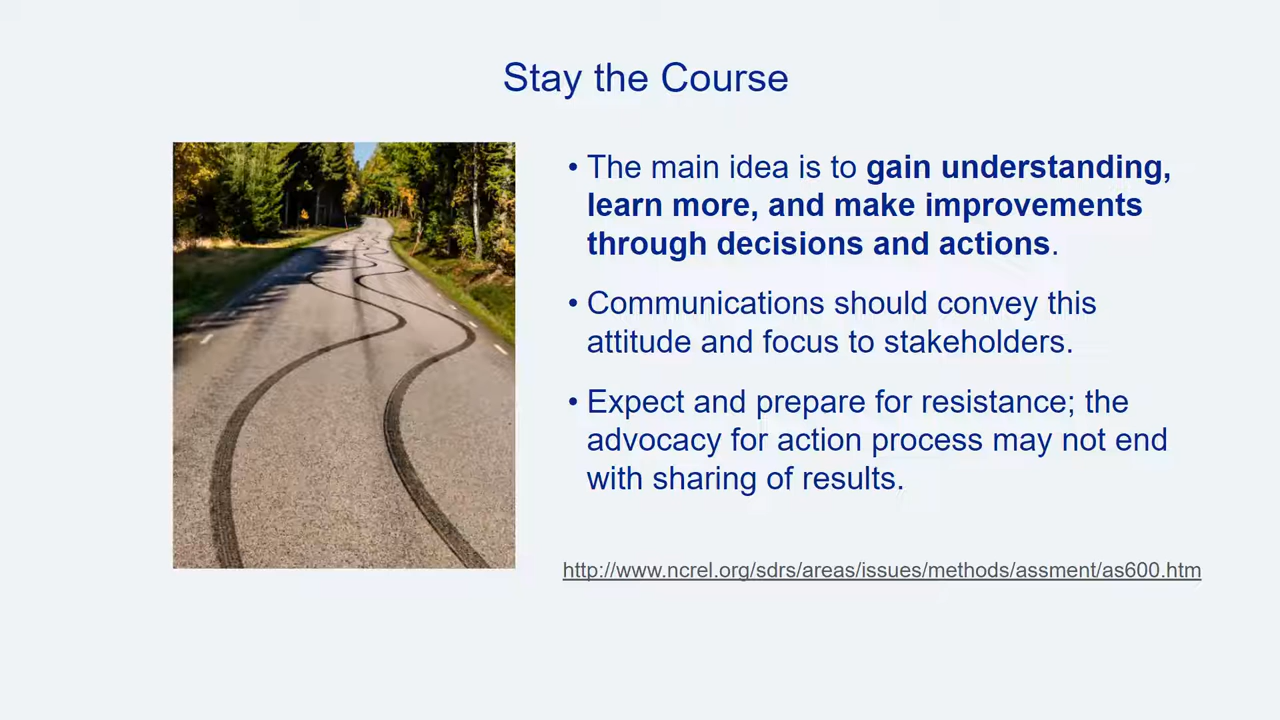 Stay the Course
• The main idea is to gain understanding,
learn more, and make improvements
through decisions and actions.
• Communications should convey this
attitude and focus to stakeholders.
• Expect and prepare for resistance; the
advocacy for action process may not end
with sharing of results.
http://www.ncrel.org/sdrs/areas/issues/methods/assment/as600.htm